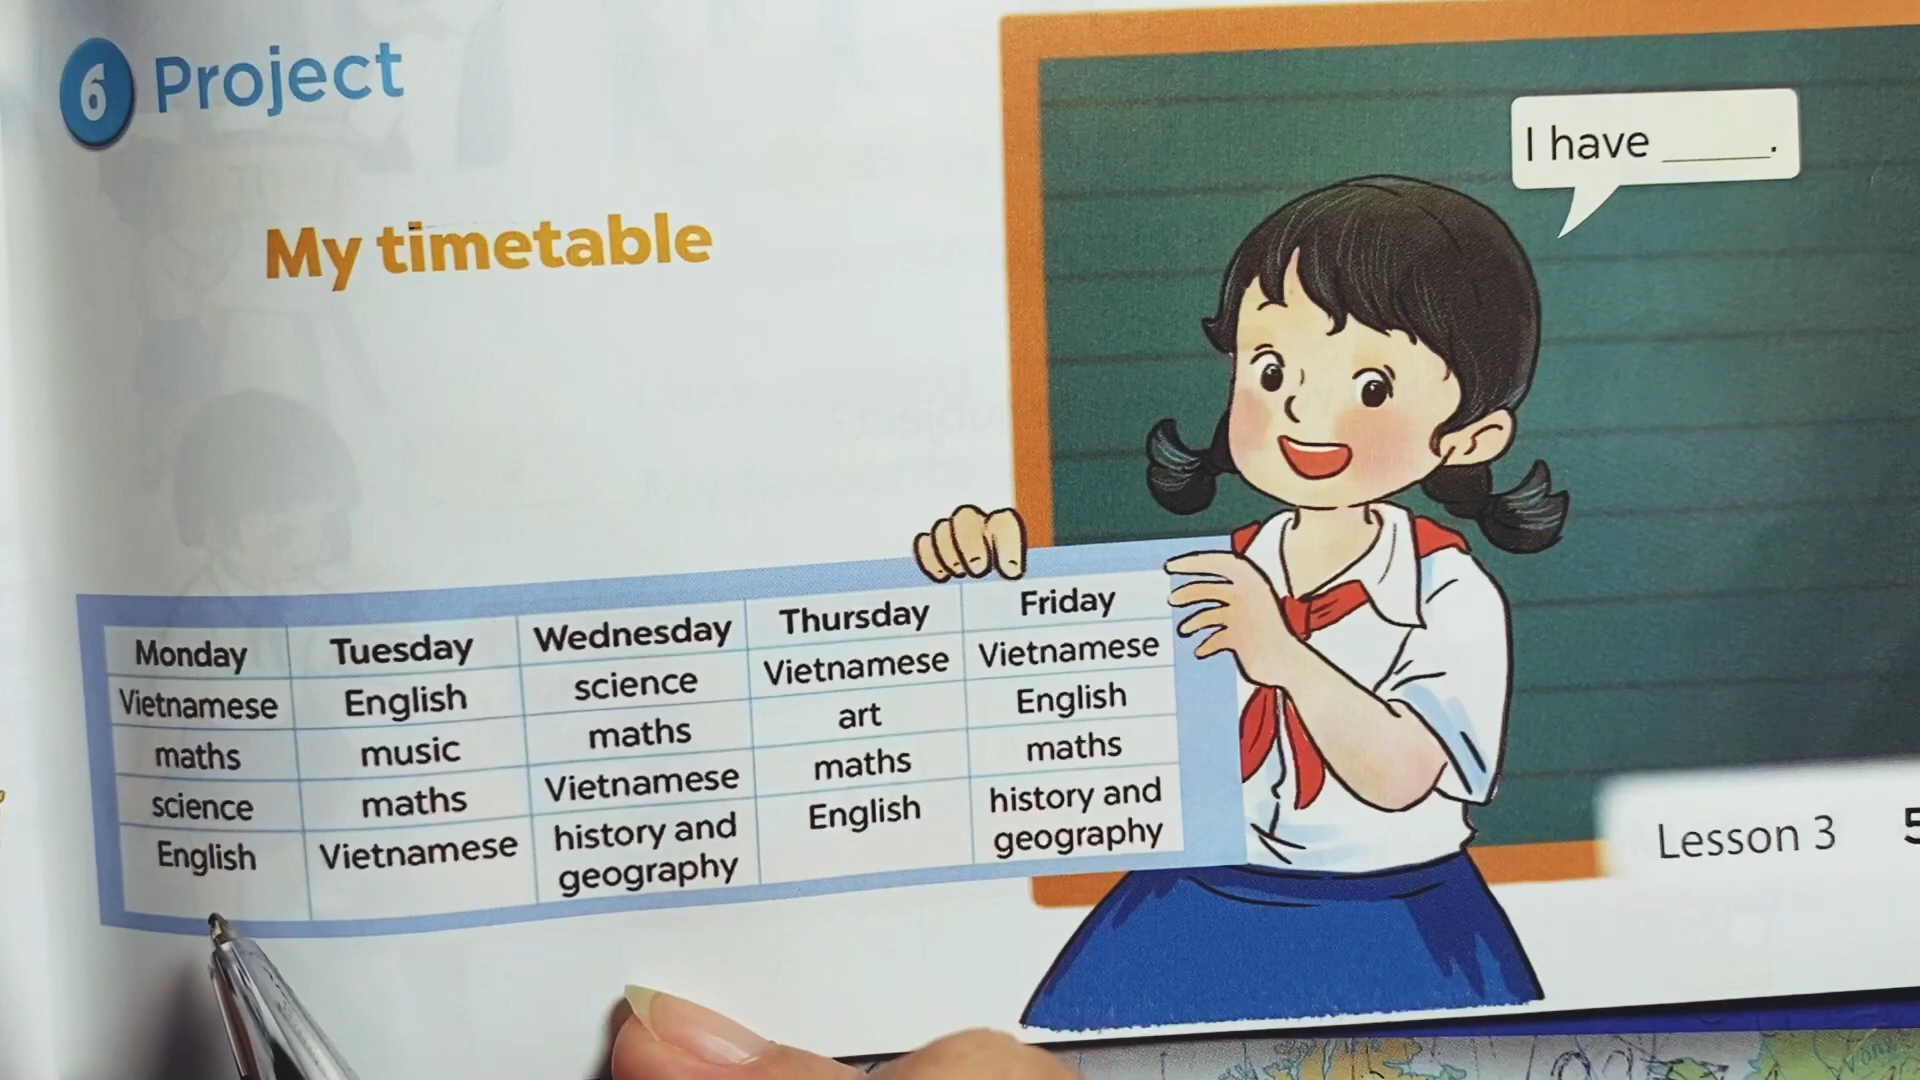 6 Project
My timetable
I have _____.
Monday Tuesday Wednesday Thursday Friday
Vietnamese English science Vietnamese Vietnamese
maths music maths art English
science maths Vietnamese maths maths
English Vietnamese history and geography English history and geography
Lesson 3